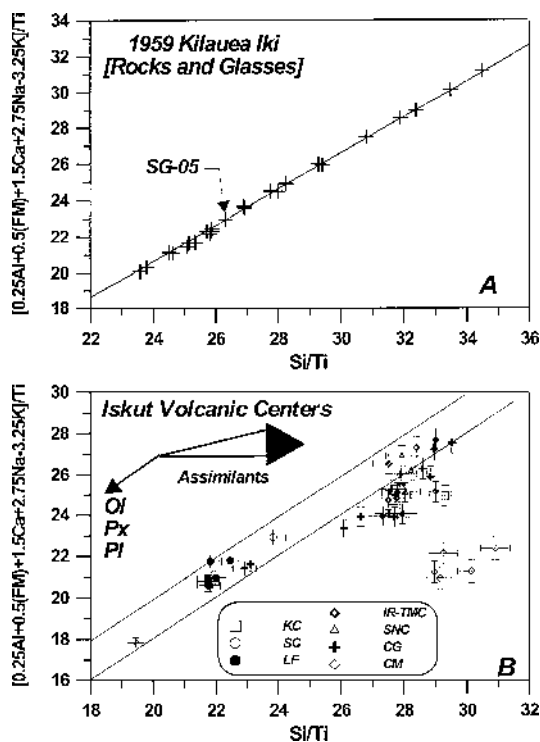 [0.25Al+0.5(FM)+1.5Ca+2.75Na-3.25K]/Ti
34
32
30
28
26
24
22
20
18
1959 Kilauea Iki
[Rocks and Glasses]
SG-05
A
22 24 26 28 30 32 34 36
Si/Ti
[0.25Al+0.5(FM)+1.5Ca+2.75Na-3.25K]/Ti
30
28
26
24
22
20
18
16
Iskut Volcanic Centers
Assimilants
Ol
Px
Pl
KC IR-TMC
SC SNC
LF CG
CM
B
18 20 22 24 26 28 30 32
Si/Ti